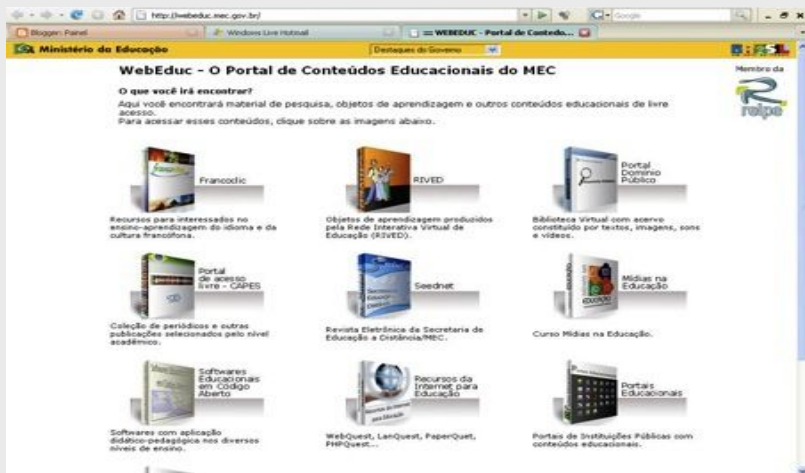 http://webeduc.mec.gov.br/
Google
Blogger: Painel
Windows Live Hotmail
WEBEDUC - Portal de Conteúdo...
Ministério da Educação
Destaques do Governo
BRASIL
WebEduc - O Portal de Conteúdos Educacionais do MEC
Membro da
relpe
O que você irá encontrar?
Aqui você encontrará material de pesquisa, objetos de aprendizagem e outros conteúdos educacionais de livre
acesso.
Para acessar esses conteúdos, clique sobre as imagens abaixo.
Francoclic
Recursos para interessados no
ensino-aprendizagem do idioma e da
cultura francófona.
RIVED
Objetos de aprendizagem produzidos
pela Rede Interativa Virtual de
Educação (RIVED).
Portal
Domínio
Público
Biblioteca Virtual com acervo
constituído por textos, imagens, sons
e vídeos.
Portal
de acesso
livre - CAPES
Coleção de periódicos e outras
publicações selecionados pelo nível
acadêmico.
Seednet
Revista Eletrônica da Secretaria de
Educação a Distância/MEC.
Mídias na
Educação
Curso Mídias na Educação.
Softwares
Educacionais
em Código
Aberto
Softwares com aplicação
didático-pedagógica nos diversos
níveis de ensino.
Recursos da
Internet para
Educação
WebQuest, LanQuest, PaperQuet,
PHPQuest...
Portais
Educacionais
Portais de Instituições Públicas com
conteúdos educacionais.